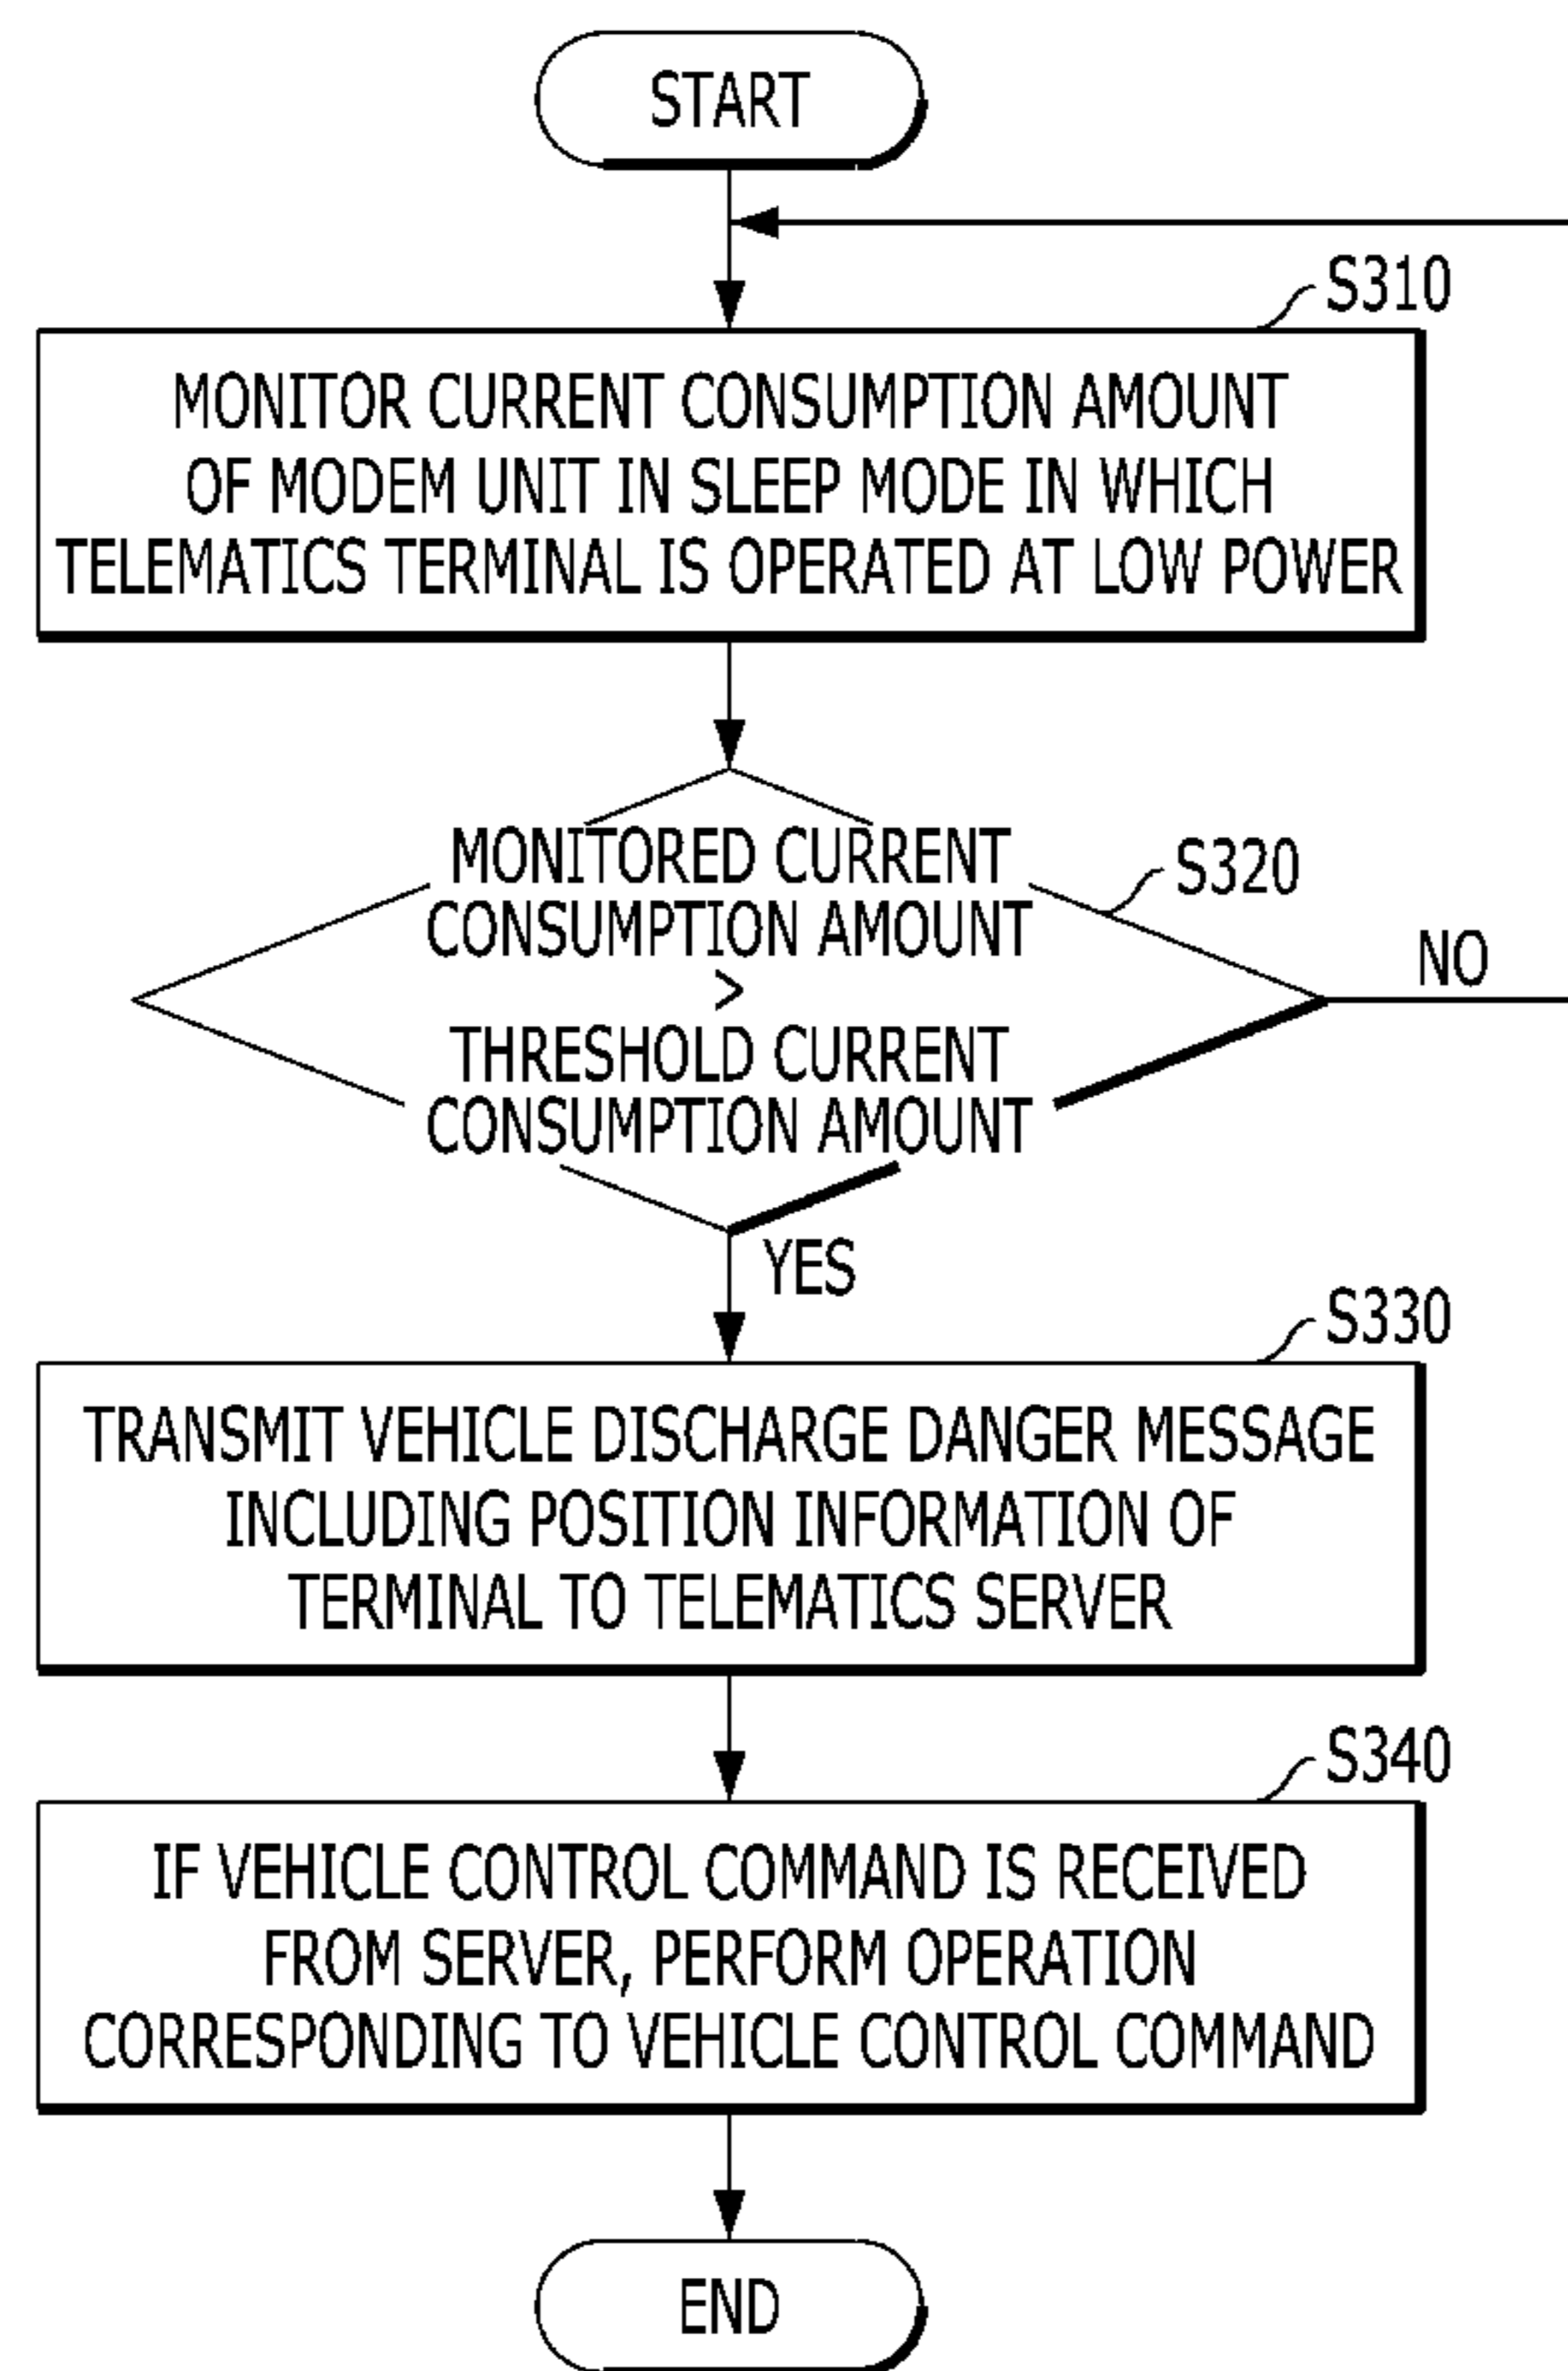 START
S310
MONITOR CURRENT CONSUMPTION AMOUNT
OF MODEM UNIT IN SLEEP MODE IN WHICH
TELEMATICS TERMINAL IS OPERATED AT LOW POWER
MONITORED CURRENT
CONSUMPTION AMOUNT
>
THRESHOLD CURRENT
CONSUMPTION AMOUNT
S320
NO
YES
S330
TRANSMIT VEHICLE DISCHARGE DANGER MESSAGE
INCLUDING POSITION INFORMATION OF
TERMINAL TO TELEMATICS SERVER
S340
IF VEHICLE CONTROL COMMAND IS RECEIVED
FROM SERVER, PERFORM OPERATION
CORRESPONDING TO VEHICLE CONTROL COMMAND
END